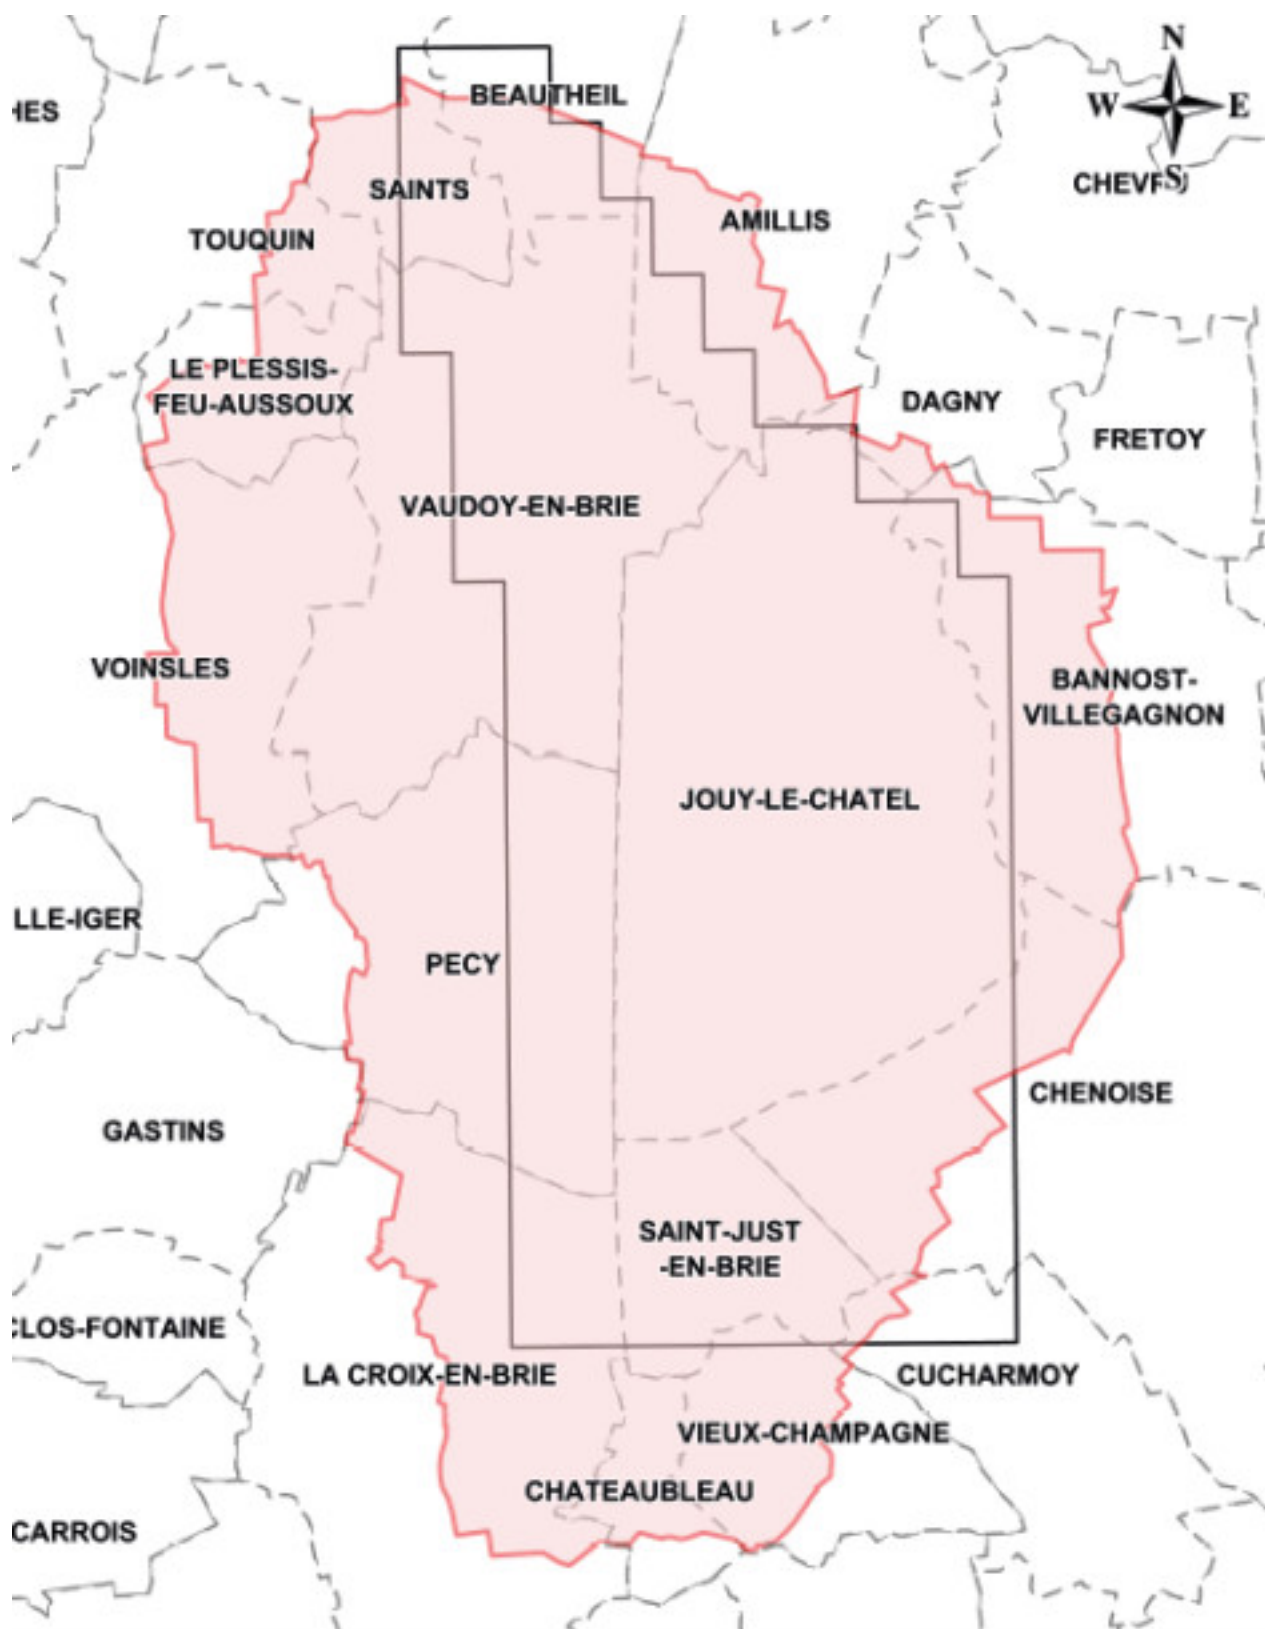 N
BEAUTHEIL
HES
W
E
S
CHEVRU
SAINTS
AMILLIS
TOUQUIN
LE PLESSIS-
FEU-AUSSOUX
DAGNY
FRETOY
VAUDOY-EN-BRIE
VOINSLES
BANNOST-
VILLEGAGNON
JOUY-LE-CHATEL
LLE-IGER
PECY
CHENOISE
GASTINS
SAINT-JUST
-EN-BRIE
CLOS-FONTAINE
LA CROIX-EN-BRIE
CUCHARMOY
VIEUX-CHAMPAGNE
CHATEAUBLEAU
CARROIS